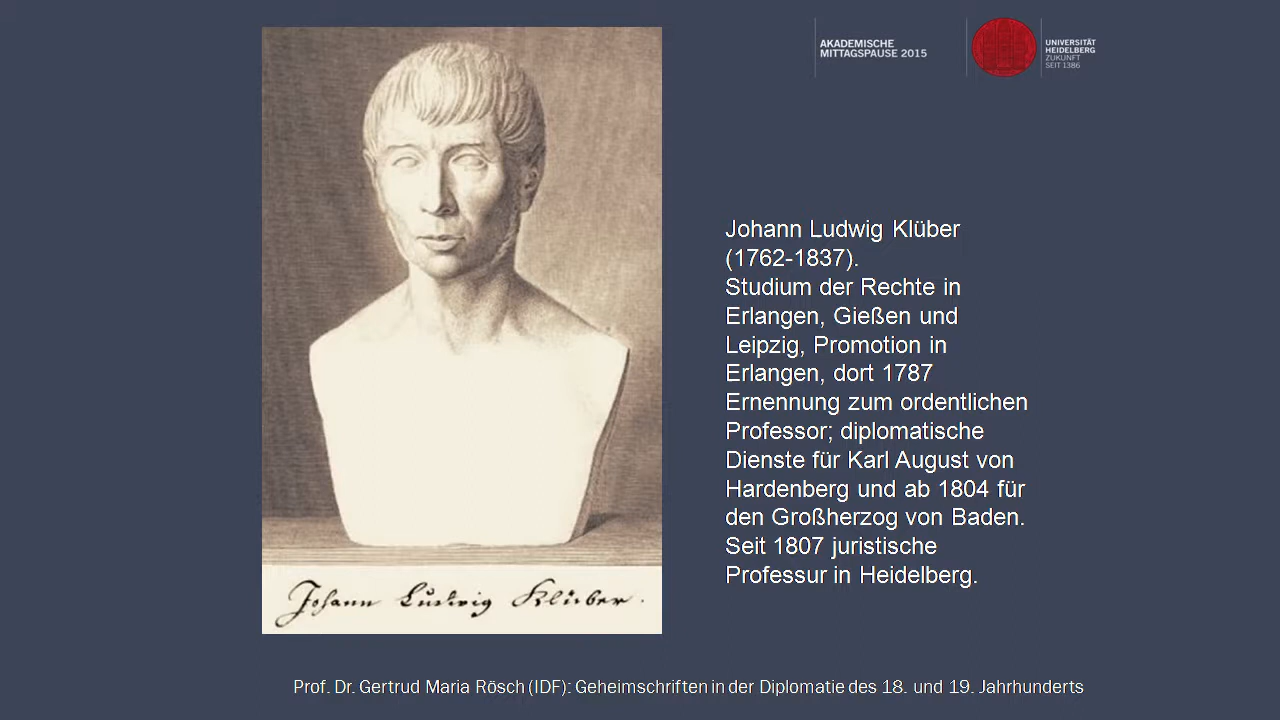 AKADEMISCHE
MITTAGSPAUSE 2015
UNIVERSITÄT
HEIDELBERG
ZUKUNFT
SEIT 1386
Johann Ludwig Klüber
(1762-1837).
Studium der Rechte in
Erlangen, Gießen und
Leipzig, Promotion in
Erlangen, dort 1787
Ernennung zum ordentlichen
Professor; diplomatische
Dienste für Karl August von
Hardenberg und ab 1804 für
den Großherzog von Baden.
Seit 1807 juristische
Professur in Heidelberg.
Johann Ludwig Klüber.
Prof. Dr. Gertrud Maria Rösch (IDF): Geheimschriften in der Diplomatie des 18. und 19. Jahrhunderts